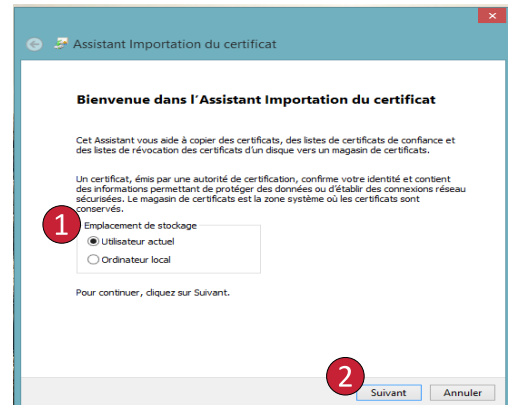 Assistant Importation du certificat
Bienvenue dans l'Assistant Importation du certificat
Cet Assistant vous aide à copier des certificats, des listes de certificats de confiance et
des listes de révocation des certificats d'un disque vers un magasin de certificats.
Un certificat, émis par une autorité de certification, confirme votre identité et contient
des informations permettant de protéger des données ou d'établir des connexions réseau
sécurisées. Le magasin de certificats est la zone système où les certificats sont
conservés.
1
Emplacement de stockage
Utilisateur actuel
Ordinateur local
Pour continuer, cliquez sur Suivant.
2
Suivant
Annuler